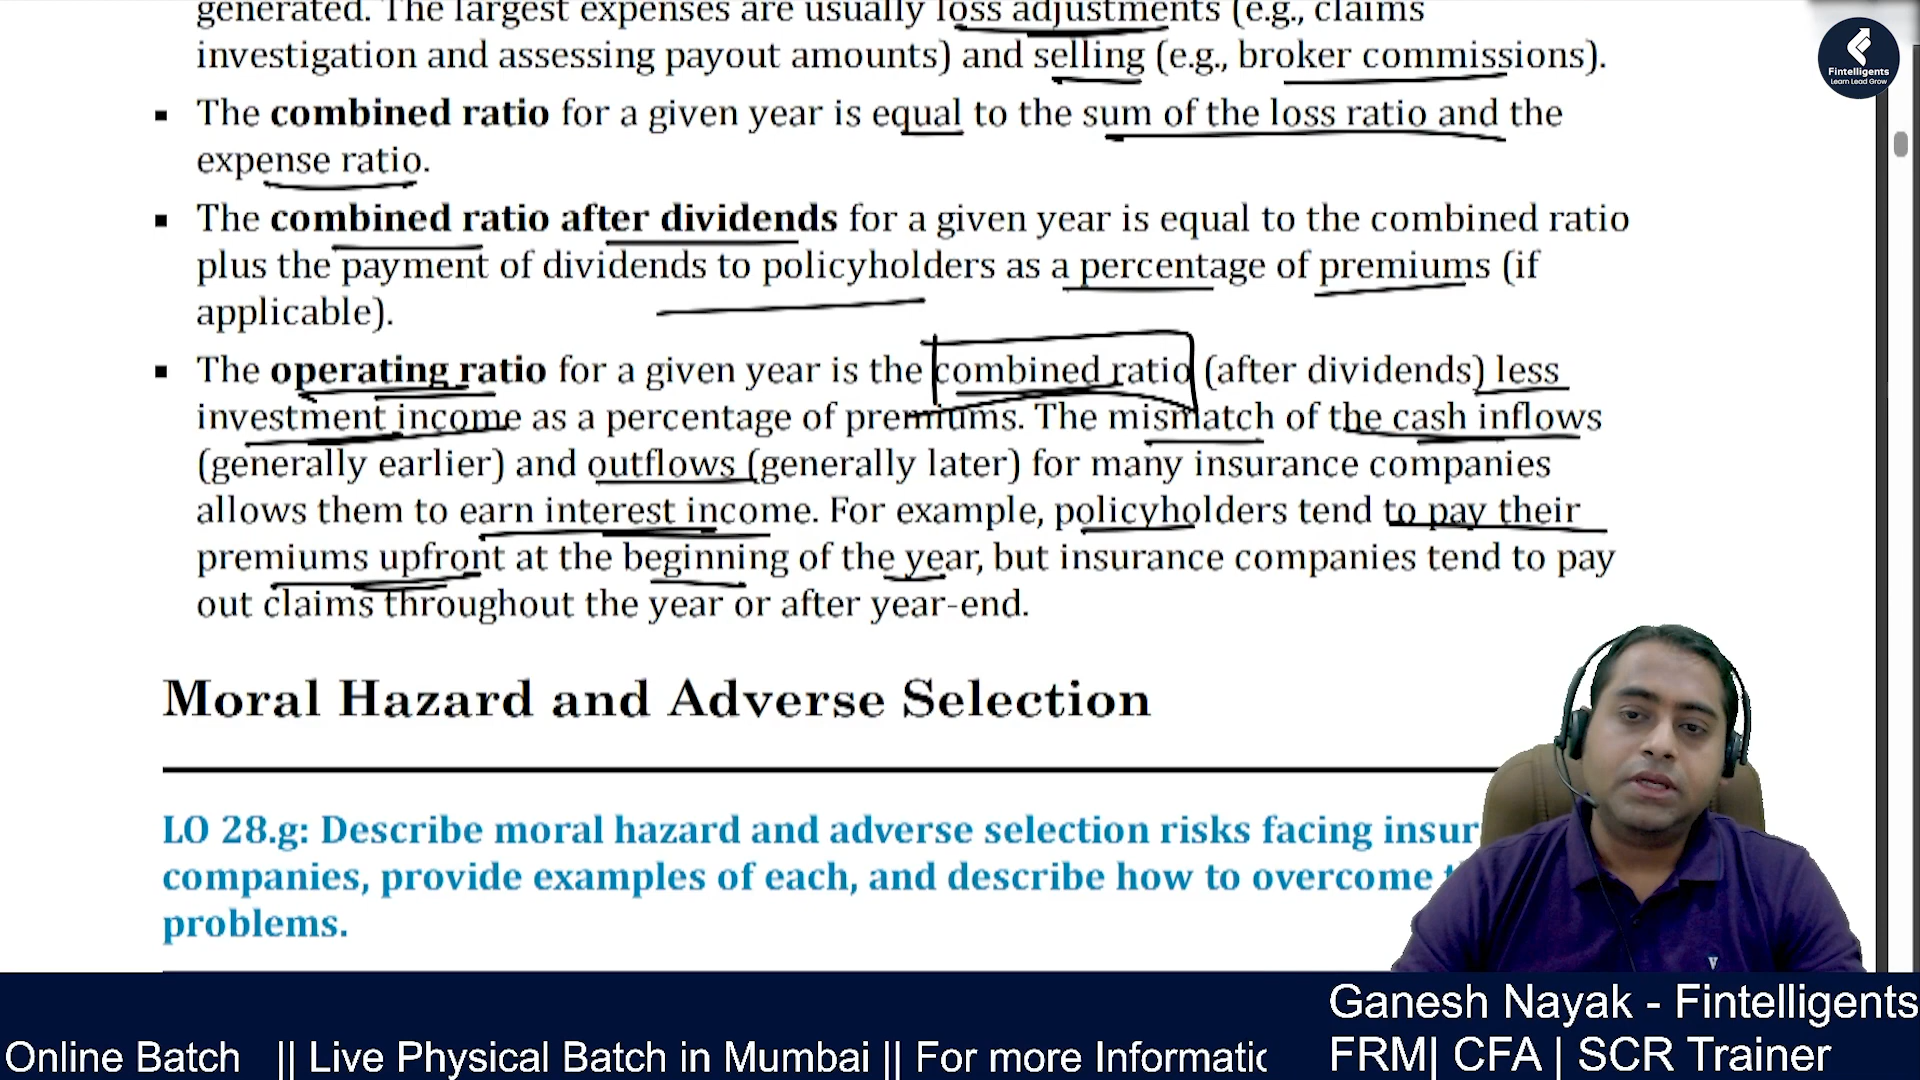 generated. The largest expenses are usually loss adjustments (e.g., claims
investigation and assessing payout amounts) and selling (e.g., broker commissions).
▪ The combined ratio for a given year is equal to the sum of the loss ratio and the
expense ratio.
▪ The combined ratio after dividends for a given year is equal to the combined ratio
plus the payment of dividends to policyholders as a percentage of premiums (if
applicable).
▪ The operating ratio for a given year is the combined ratio (after dividends) less
investment income as a percentage of premiums. The mismatch of the cash inflows
(generally earlier) and outflows (generally later) for many insurance companies
allows them to earn interest income. For example, policyholders tend to pay their
premiums upfront at the beginning of the year, but insurance companies tend to pay
out claims throughout the year or after year-end.
Moral Hazard and Adverse Selection
LO 28.g: Describe moral hazard and adverse selection risks facing insur
companies, provide examples of each, and describe how to overcome
problems.
Fintelligents
Learn Lead Grow
Ganesh Nayak - Fintelligents
FRM| CFA | SCR Trainer
Online Batch || Live Physical Batch in Mumbai || For more Informatic